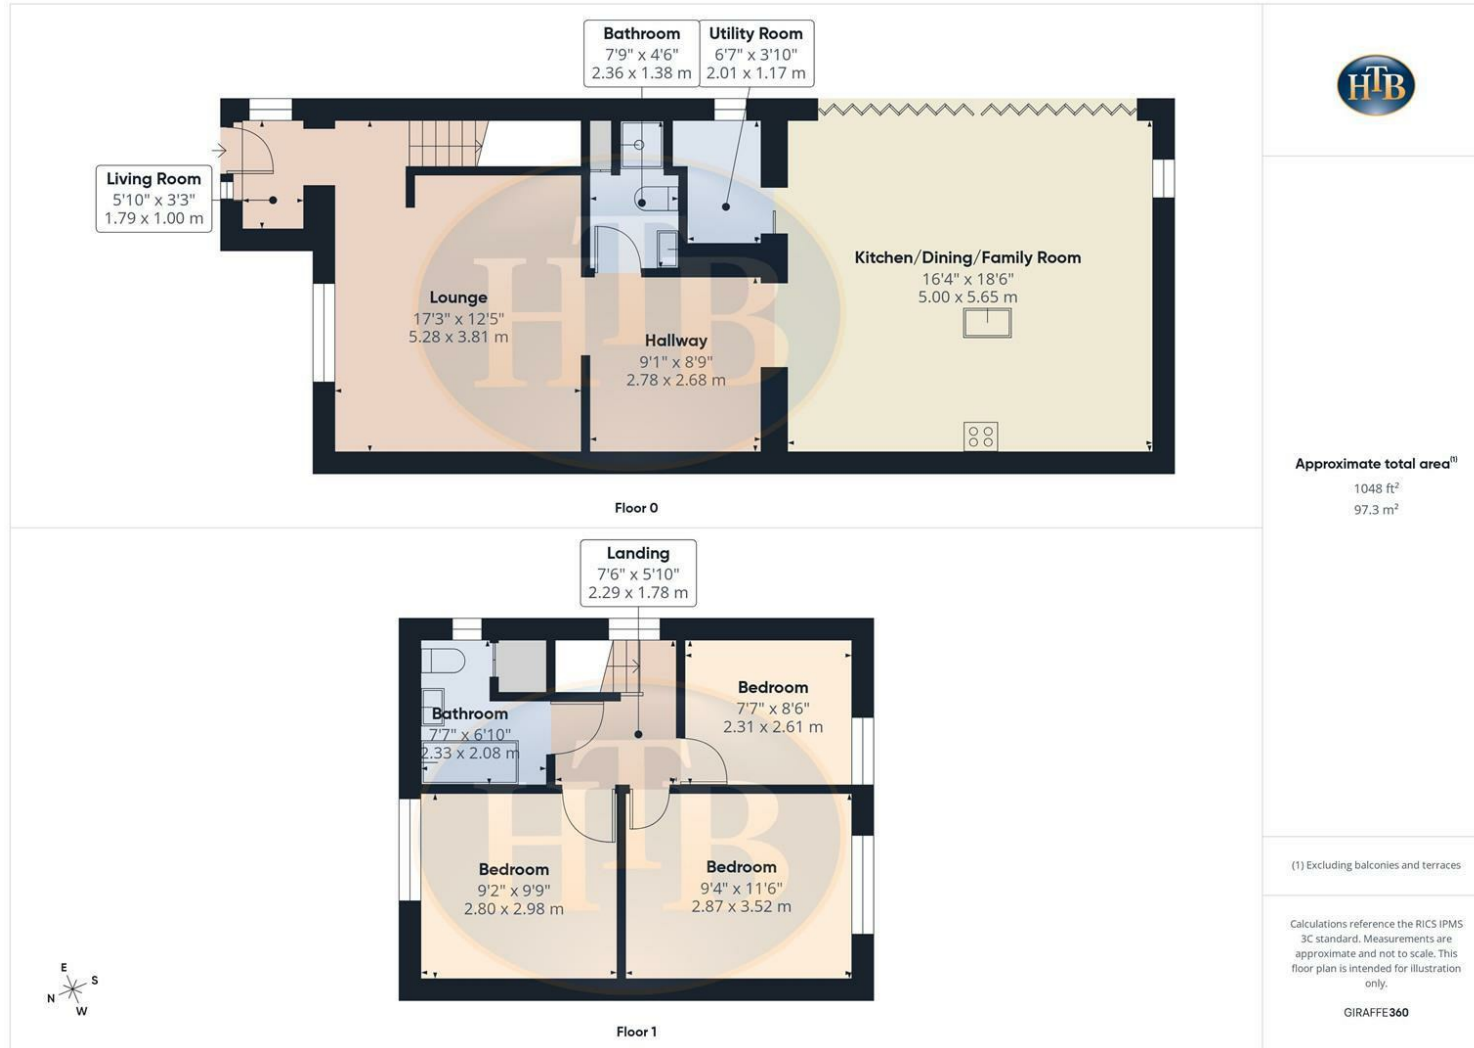 Bathroom
7'9" x 4'6"
2.36 x 1.38 m
Utility Room
6'7" x 3'10"
2.01 x 1.17 m
HTB
Living Room
5'10" x 3'3"
1.79 x 1.00 m
Kitchen/Dining/Family Room
16'4" x 18'6"
5.00 x 5.65 m
Lounge
17'3" x 12'5"
5.28 x 3.81 m
Hallway
9'1" x 8'9"
2.78 x 2.68 m
HTB
Floor 0
Approximate total area(1)
1048 ft²
97.3 m²
Landing
7'6" x 5'10"
2.29 x 1.78 m
Bathroom
7'7" x 6'10"
2.33 x 2.08 m
Bedroom
7'7" x 8'6"
2.31 x 2.61 m
Bedroom
9'2" x 9'9"
2.80 x 2.98 m
Bedroom
9'4" x 11'6"
2.87 x 3.52 m
HTB
E
S
N
W
Floor 1
(1) Excluding balconies and terraces
Calculations reference the RICS IPMS
3C standard. Measurements are
approximate and not to scale. This
floor plan is intended for illustration
only.
GIRAFFE360